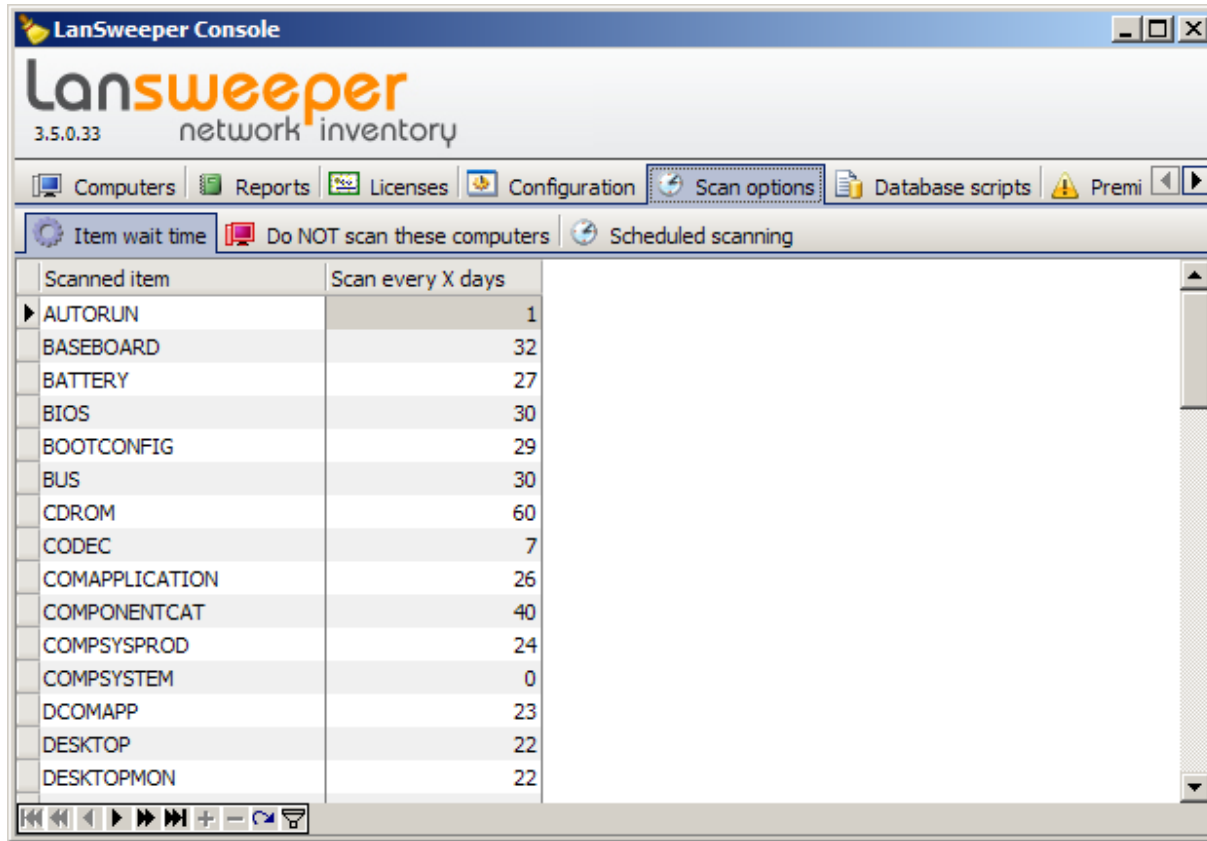 LanSweeper Console
Lansweeper
3.5.0.33 network inventory
Computers Reports Licenses Configuration Scan options Database scripts Premi
Item wait time Do NOT scan these computers Scheduled scanning
Scanned item Scan every X days
AUTORUN 1
BASEBOARD 32
BATTERY 27
BIOS 30
BOOTCONFIG 29
BUS 30
CDROM 60
CODEC 7
COMAPPLICATION 26
COMPONENTCAT 40
COMPSYSPROD 24
COMPSYSTEM 0
DCOMAPP 23
DESKTOP 22
DESKTOPMON 22